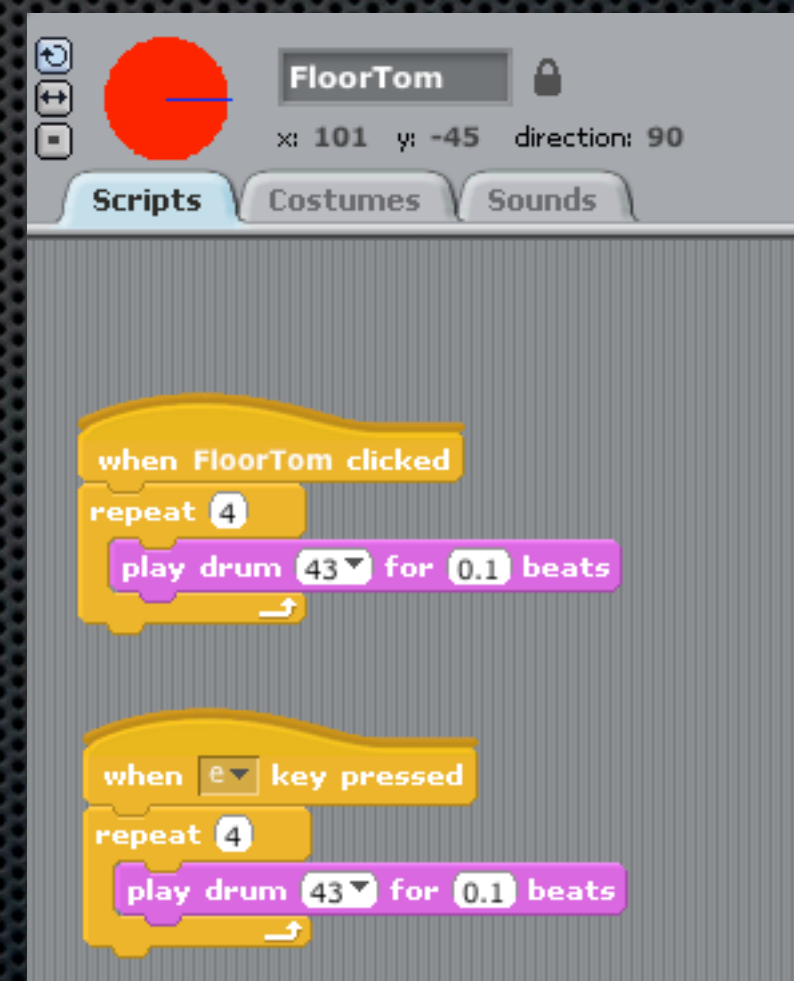 FloorTom
x: 101 y: -45 direction: 90
Scripts Costumes Sounds
when FloorTom clicked
repeat 4
play drum 43 for 0.1 beats
when e key pressed
repeat 4
play drum 43 for 0.1 beats